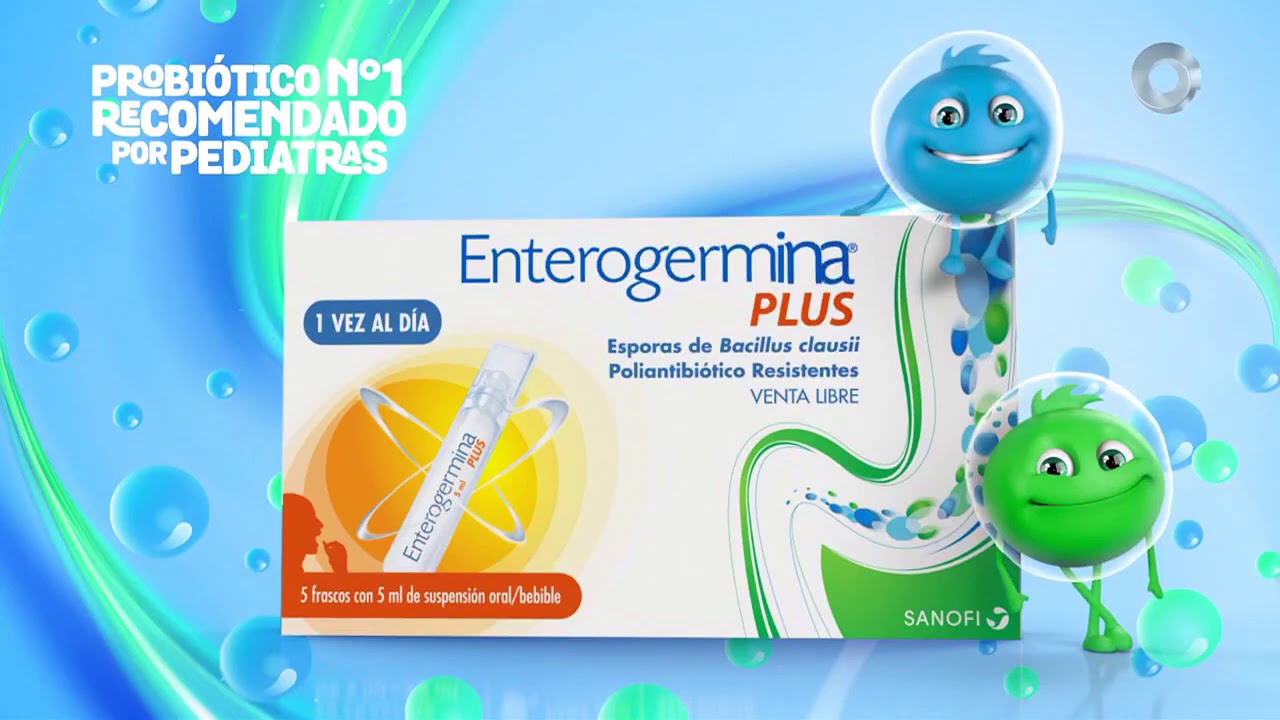 PROBIÓTICO Nº1
RECOMENDADO
POR PEDIATRAS
Enterogermina®
PLUS
1 VEZ AL DÍA
Esporas de Bacillus clausii
Poliantibiótico Resistentes
VENTA LIBRE
Enterogermina
PLUS
5 ml
5 frascos con 5 ml de suspensión oral/bebible
SANOFI